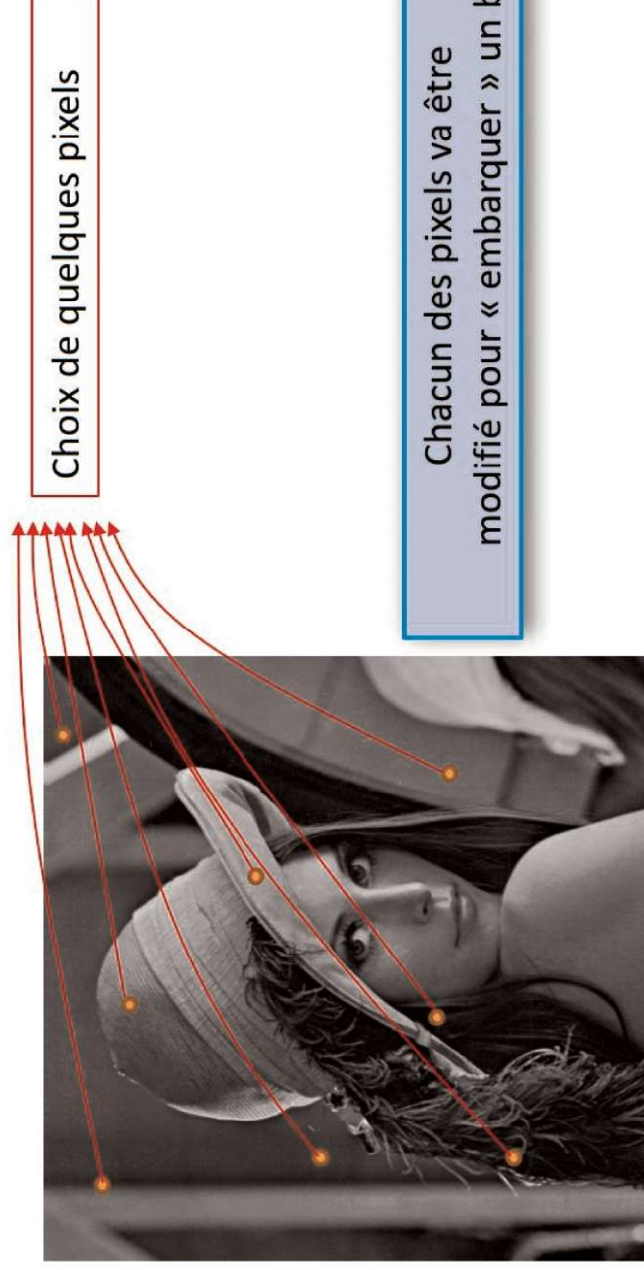 Choix de quelques pixels
Chacun des pixels va être
modifié pour « embarquer » un